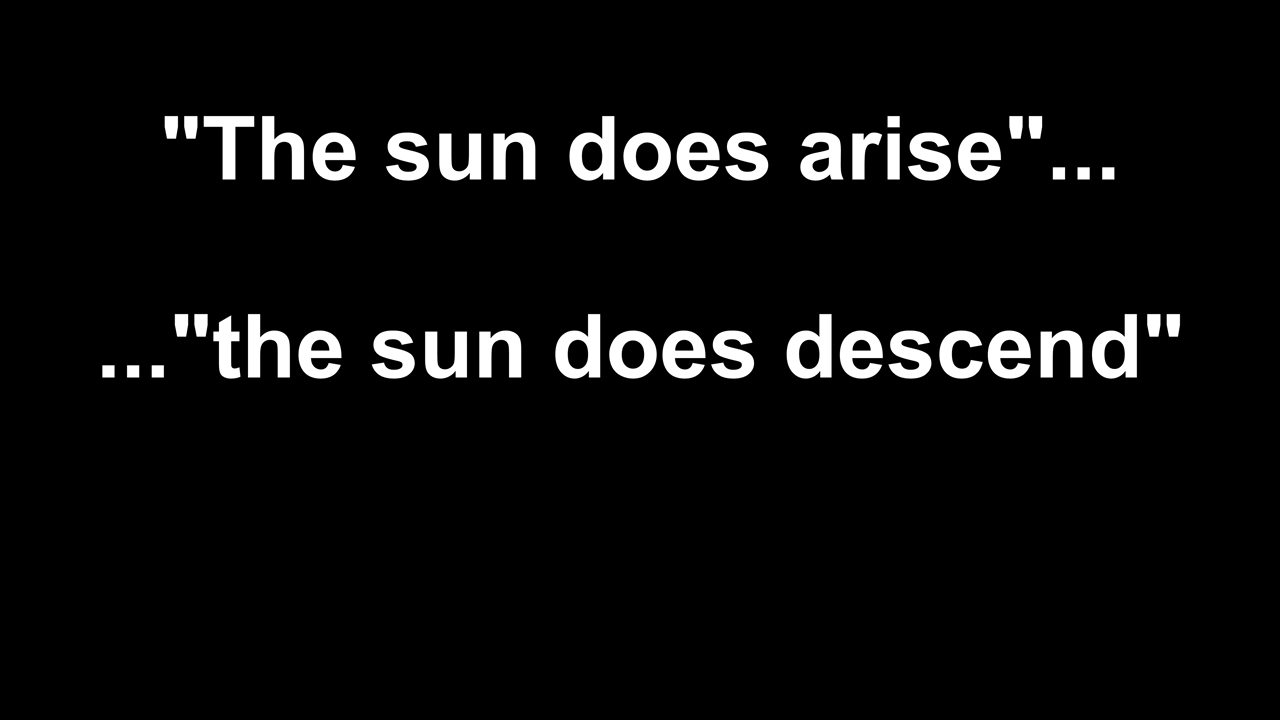 "The sun does arise"...
..."the sun does descend"